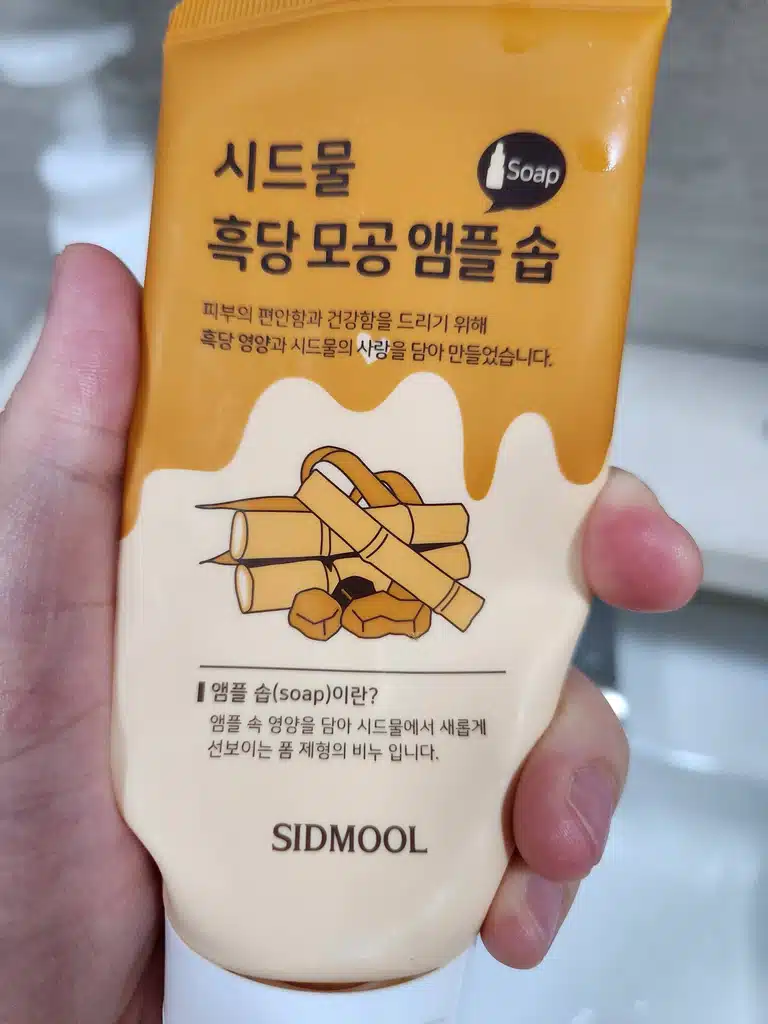 시드물
Soap
흑당 모공 앰플 솝
피부의 편안함과 건강함을 드리기 위해
흑당 영양과 시드물의 사랑을 담아 만들었습니다.
앰플 솝(soap)이란?
앰플 속 영양을 담아 시드물에서 새롭게
선보이는 폼 제형의 비누 입니다.
SIDMOOL